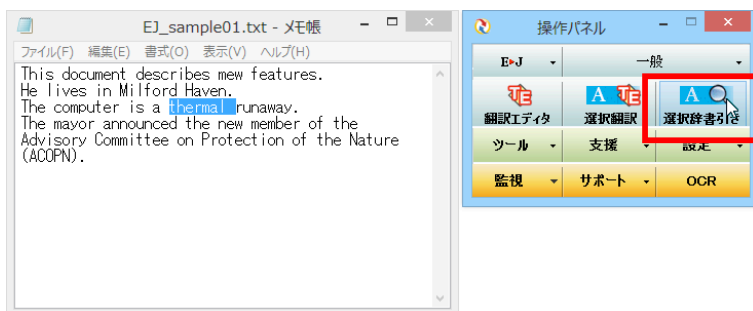 EJ_sample01.txt - メモ帳
ファイル(F) 編集(E) 書式(O) 表示(V) ヘルプ(H)
This document describes mew features.
He lives in Milford Haven.
The computer is a thermal runaway.
The mayor announced the new member of the
Advisory Committee on Protection of the Nature
(ACOPN).
操作パネル
E▸J 一般
翻訳エディタ 選択翻訳 選択辞書引き
ツール 支援 設定
監視 サポート OCR